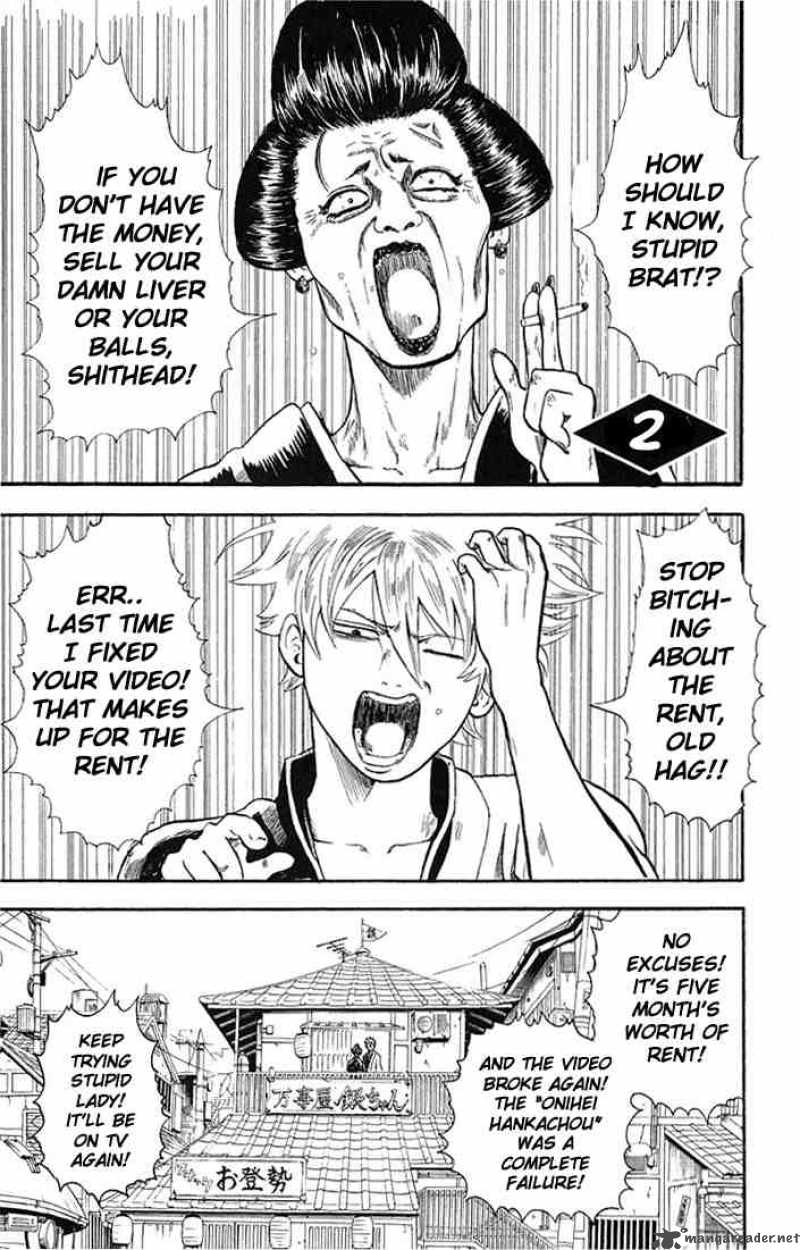 HOW
SHOULD
I KNOW,
STUPID
BRAT!?
IF YOU
DON'T HAVE
THE MONEY,
SELL YOUR
DAMN LIVER
OR YOUR
BALLS,
SHITHEAD!
2
STOP
BITCH-
ING
ABOUT
THE
RENT,
OLD
HAG!!
ERR..
LAST TIME
I FIXED
YOUR VIDEO!
THAT MAKES
UP FOR THE
RENT!
NO
EXCUSES!
IT'S FIVE
MONTH'S
WORTH OF
RENT!
AND THE VIDEO
BROKE AGAIN!
THE "ONIHEI
HANKACHOU"
WAS A
COMPLETE
FAILURE!
KEEP
TRYING
STUPID
LADY!
IT'LL BE
ON TV
AGAIN!
万事屋 銀ちゃん
お登勢
mangareader.net